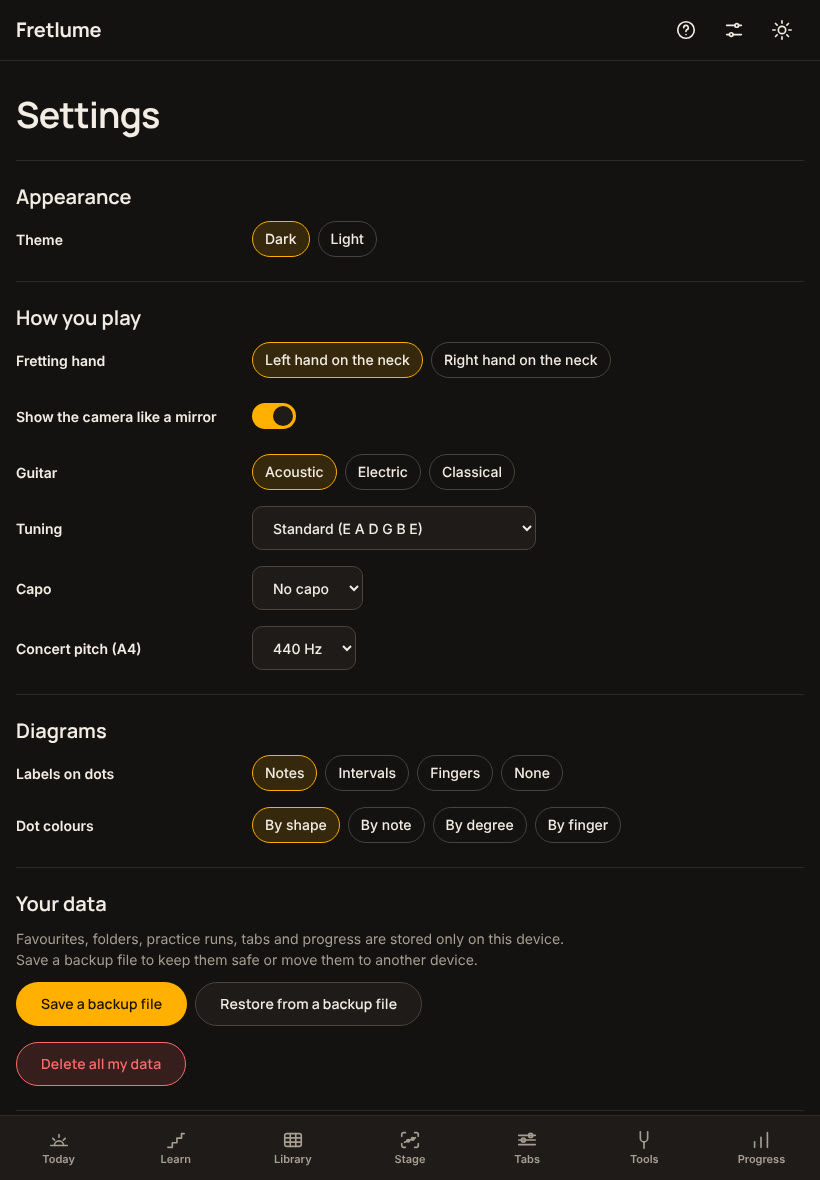 Fretlume
Settings
Appearance
Theme
Dark
Light
How you play
Fretting hand
Left hand on the neck
Right hand on the neck
Show the camera like a mirror
Guitar
Acoustic
Electric
Classical
Tuning
Standard (E A D G B E)
Capo
No capo
Concert pitch (A4)
440 Hz
Diagrams
Labels on dots
Notes
Intervals
Fingers
None
Dot colours
By shape
By note
By degree
By finger
Your data
Favourites, folders, practice runs, tabs and progress are stored only on this device.
Save a backup file to keep them safe or move them to another device.
Save a backup file
Restore from a backup file
Delete all my data
Today
Learn
Library
Stage
Tabs
Tools
Progress